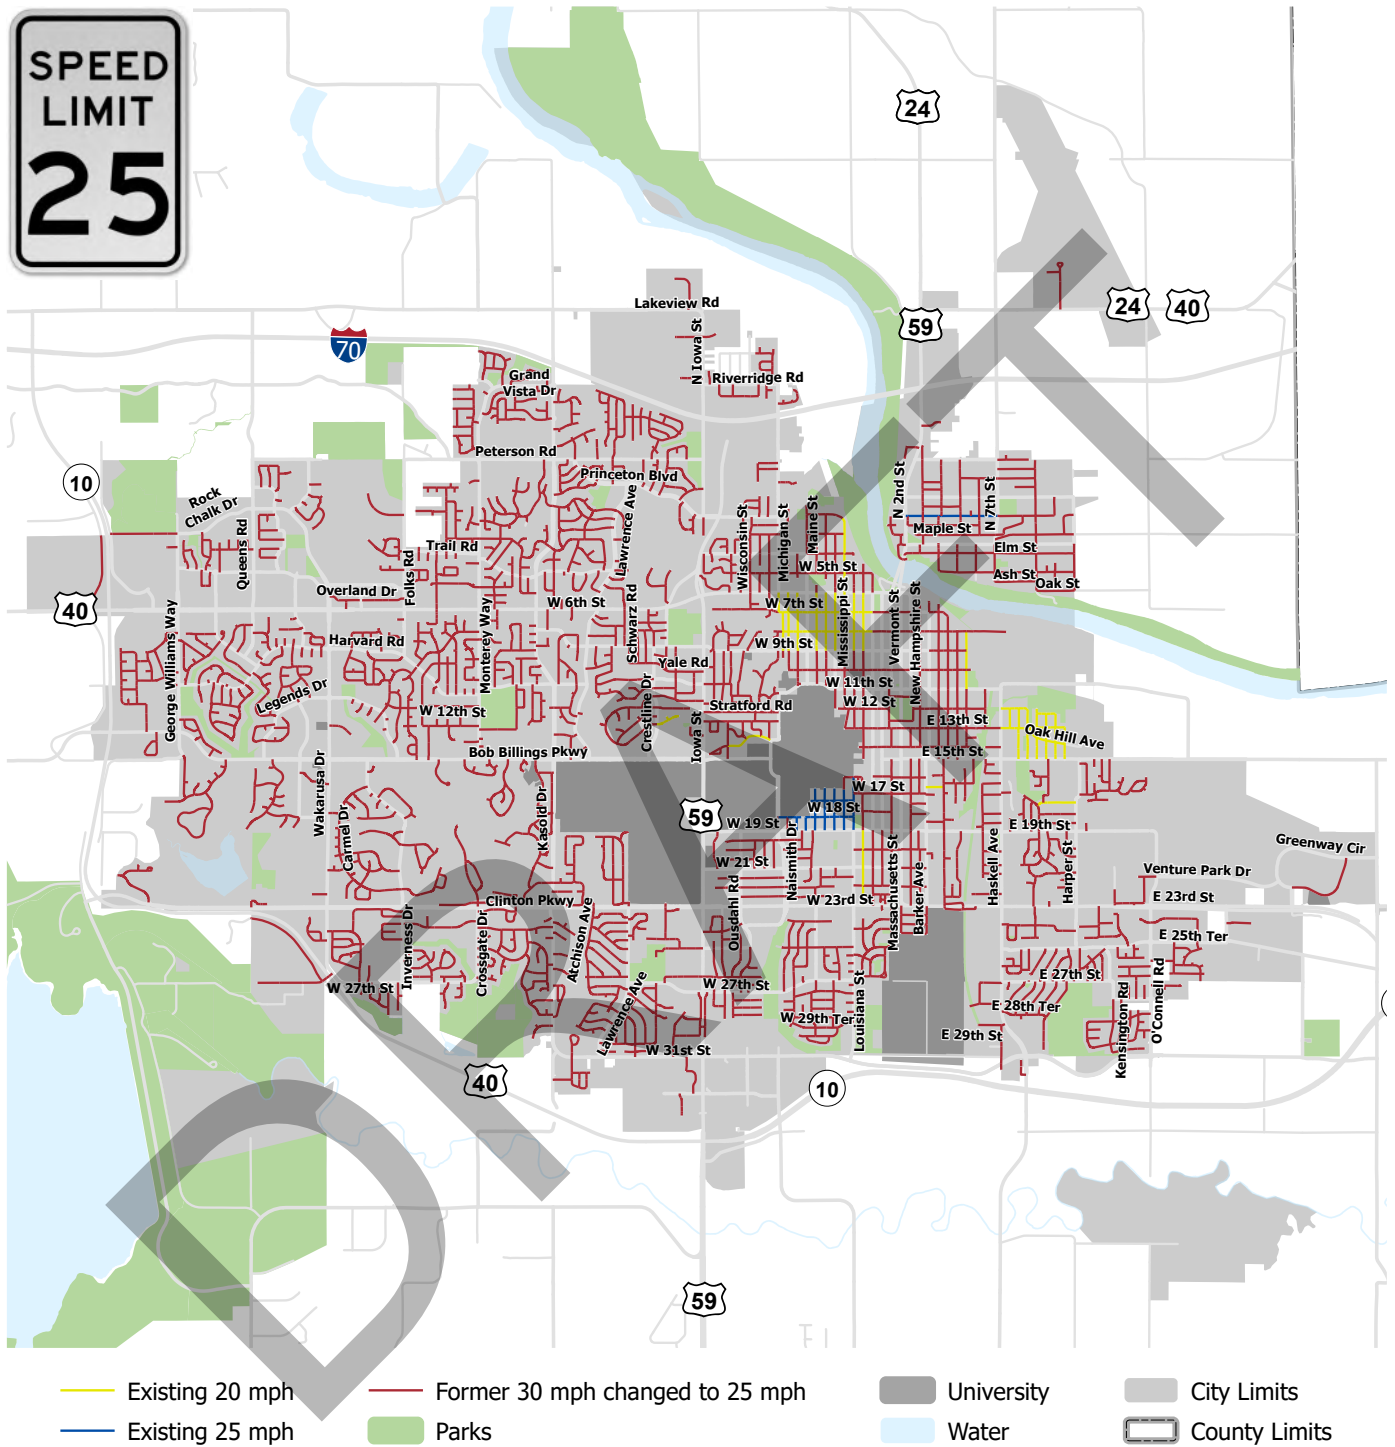 SPEED
LIMIT
25
24
Lakeview Rd
24
40
59
70
N Iowa St
Grand
Vista Dr
Riverridge Rd
Peterson Rd
Princeton Blvd
10
Rock
Chalk Dr
Queens Rd
Trail Rd
Folks Rd
Lawrence Ave
Wisconsin St
Michigan St
Maine St
N 2nd St
N 7th St
Maple St
Elm St
Ash St
Oak St
W 5th St
Overland Dr
W 6th St
W 7th St
40
George Williams Way
Harvard Rd
Monterey Way
Schwarz Rd
Yale Rd
W 9th St
Mississippi St
Vermont St
New Hampshire St
Legends Dr
W 12th St
Crestline Dr
Stratford Rd
W 11th St
W 12 St
E 13th St
Oak Hill Ave
Bob Billings Pkwy
Iowa St
E 15th St
Wakarusa Dr
Carmel Dr
Kasold Dr
59
W 17 St
W 18 St
W 19 St
Naismith Dr
E 19th St
Haskell Ave
Harper St
Greenway Cir
W 21 St
Massachusetts St
Barker Ave
Venture Park Dr
Clinton Pkwy
Ousdahl Rd
W 23rd St
E 23rd St
Inverness Dr
Crossgate Dr
Atchison Ave
E 25th Ter
W 27th St
Lawrence Ave
W 27th St
Louisiana St
E 27th St
Kensington Rd
O'Connell Rd
W 29th Ter
E 28th Ter
E 29th St
W 31st St
40
10
59
DRAFT
Existing 20 mph
Former 30 mph changed to 25 mph
University
City Limits
Existing 25 mph
Parks
Water
County Limits